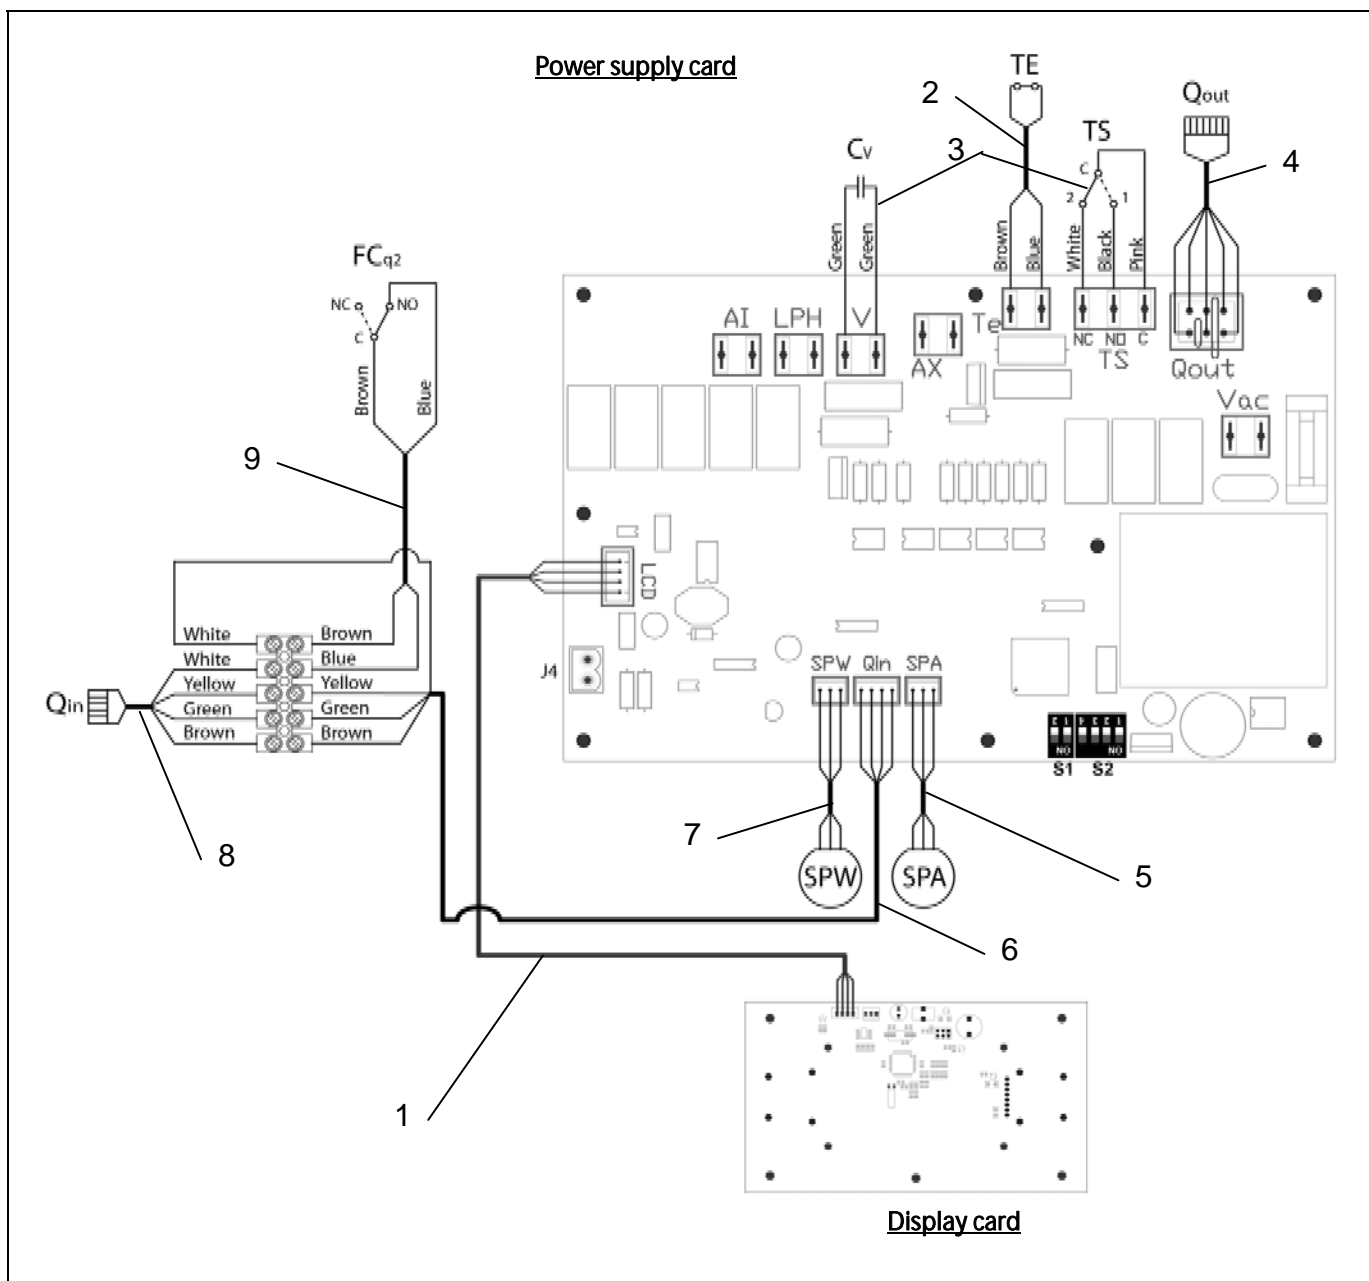 Power supply card
TE
2
Qout
TS
Cv
3
4
C
2
1
Green
Green
Brown
Blue
White
Black
Pink
FCq2
NC
NO
C
Brown
Blue
AI
LPH
V
AX
Te
NC
NO
C
TS
Qout
Vac
9
LCD
White
Brown
White
Blue
Yellow
Yellow
Green
Green
Brown
Brown
Qin
J4
SPW
Qin
SPA
ON
ON
S1
S2
8
7
SPW
SPA
5
6
1
Display card